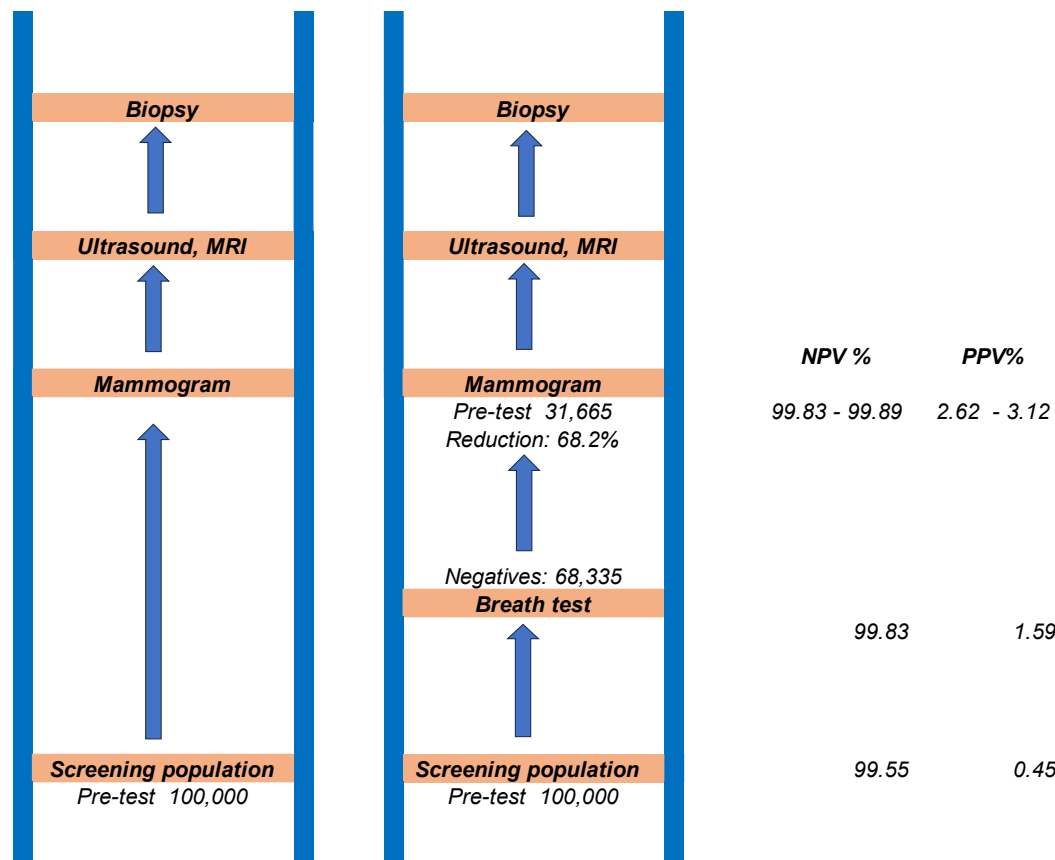 Biopsy
Ultrasound, MRI
Mammogram
Screening population
Pre-test 100,000
Biopsy
Ultrasound, MRI
Mammogram
Pre-test 31,665
Reduction: 68.2%
Negatives: 68,335
Breath test
Screening population
Pre-test 100,000
NPV % PPV%
99.83 - 99.89 2.62 - 3.12
99.83 1.59
99.55 0.45